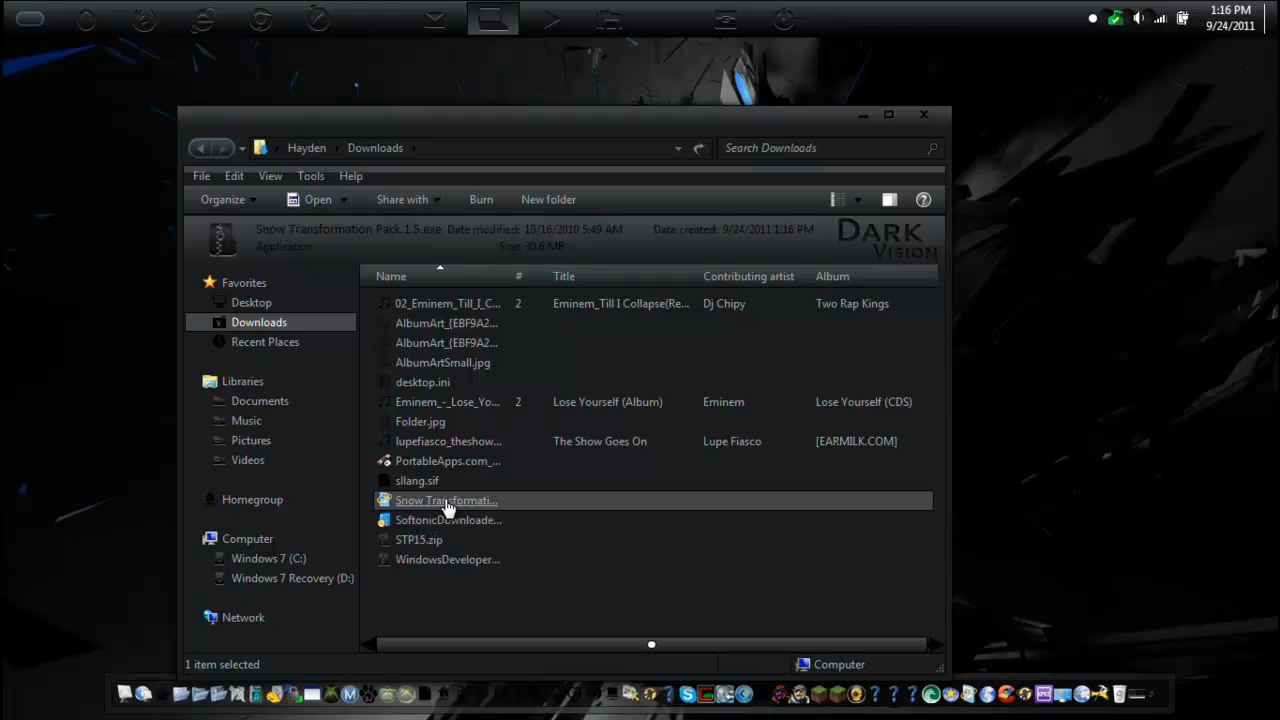 1:16 PM
9/24/2011
Hayden Downloads Search Downloads
File Edit View Tools Help
Organize Open Share with Burn New folder
Snow Transformation Pack 1.5.exe Date modified: 10/16/2010 5:49 AM Date created: 9/24/2011 1:16 PM
Application Size: 30.6 MB
DARK
VISION
Name # Title Contributing artist Album
Favorites
Desktop
Downloads
Recent Places
Libraries
Documents
Music
Pictures
Videos
Homegroup
Computer
Windows 7 (C:)
Windows 7 Recovery (D:)
Network
02_Eminem_Till_I_C... 2 Eminem_Till I Collapse(Re... Dj Chipy Two Rap Kings
AlbumArt_{EBF9A2...
AlbumArt_{EBF9A2...
AlbumArtSmall.jpg
desktop.ini
Eminem_-_Lose_Yo... 2 Lose Yourself (Album) Eminem Lose Yourself (CDS)
Folder.jpg
lupefiasco_theshow... The Show Goes On Lupe Fiasco [EARMILK.COM]
PortableApps.com_...
sllang.sif
Snow Transformati...
SoftonicDownloade...
STP15.zip
WindowsDeveloper...
1 item selected Computer